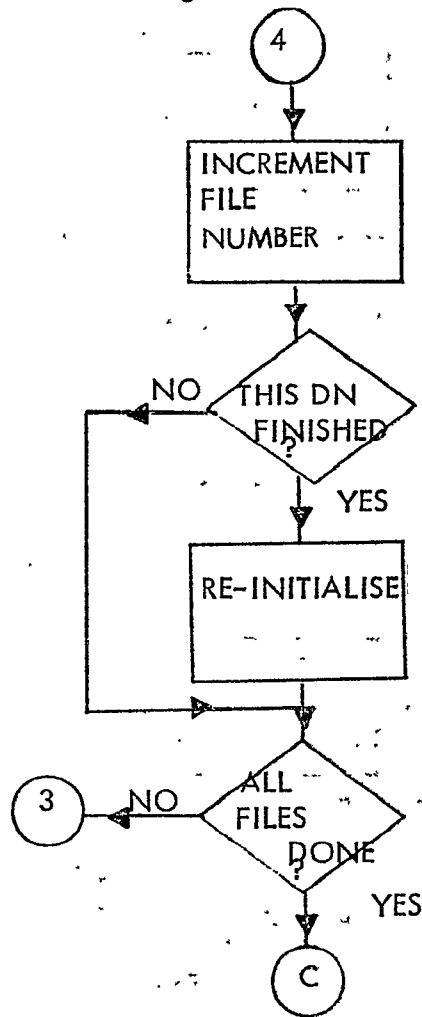 4
INCREMENT
FILE
NUMBER
NO
THIS DN
FINISHED
?
YES
RE-INITIALISE
ALL
FILES
DONE
?
NO
3
YES
C